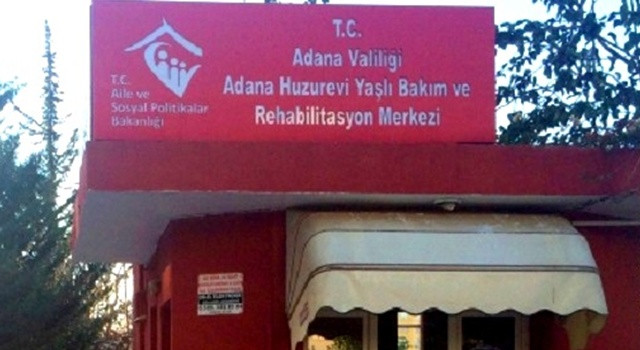 T.C.
Adana Valiliği
Adana Huzurevi Yaşlı Bakım ve
Rehabilitasyon Merkezi
T.C.
Aile ve
Sosyal Politikalar
Bakanlığı